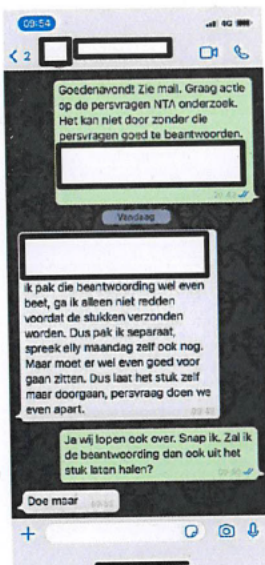 09:54
4G
2
Goedenavond! Zie mail. Graag actie
op de persvragen NTA onderzoek.
Het kan niet door zonder die
persvragen goed te beantwoorden.
Vandaag
ik pak die beantwoording wel even
beet, ga ik alleen niet redden
voordat de stukken verzonden
worden. Dus pak ik separaat,
spreek elly maandag zelf ook nog.
Maar moet er wel even goed voor
gaan zitten. Dus laat het stuk zelf
maar doorgaan, persvraag doen we
even apart.
Ja wij lopen ook over. Snap ik. Zal ik
de beantwoording dan ook uit het
stuk laten halen?
Doe maar